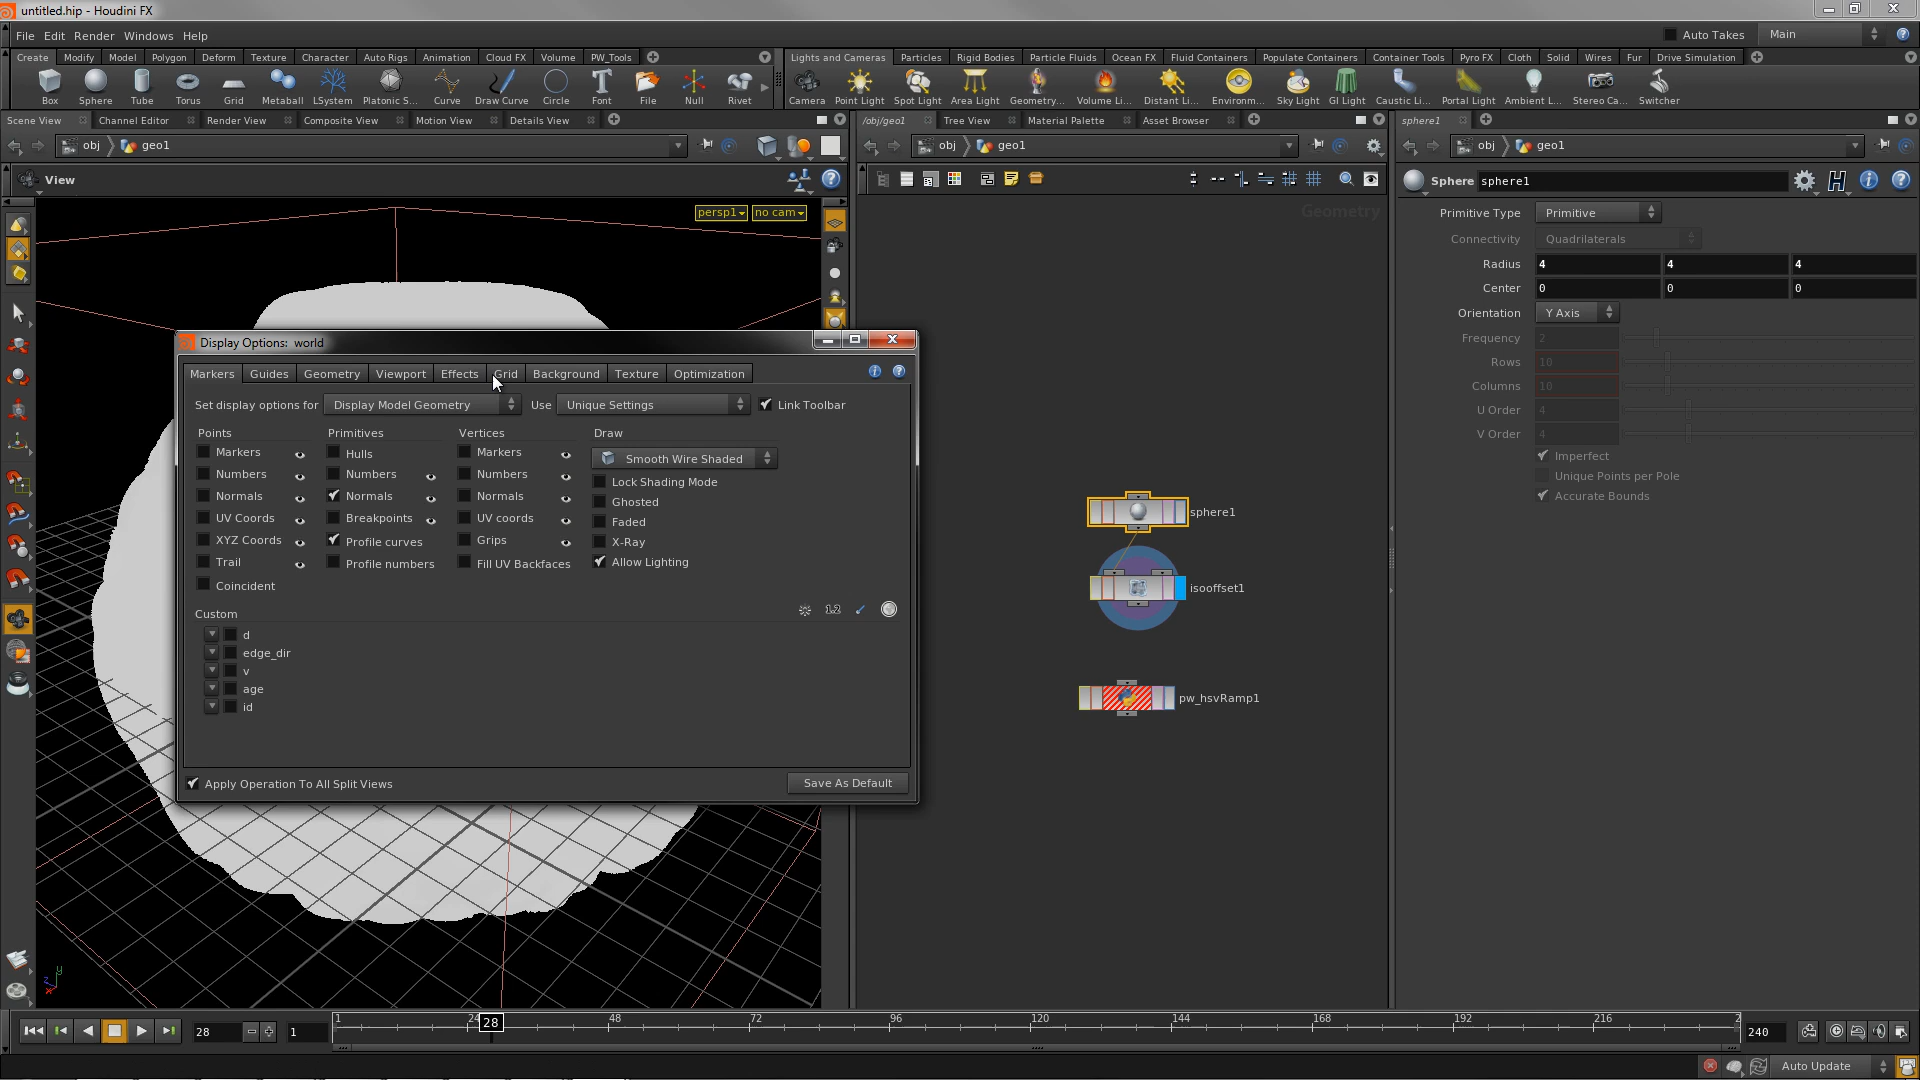 untitled.hip - Houdini FX
File Edit Render Windows Help
Auto Takes Main
Create Modify Model Polygon Deform Texture Character Auto Rigs Animation Cloud FX Volume PW_Tools
Lights and Cameras Particles Rigid Bodies Particle Fluids Ocean FX Fluid Containers Populate Containers Container Tools Pyro FX Cloth Solid Wires Fur Drive Simulation
Box Sphere Tube Torus Grid Metaball LSystem Platonic S... Curve Draw Curve Circle Font File Null Rivet
Camera Point Light Spot Light Area Light Geometry... Volume Li... Distant Li... Environm... Sky Light GI Light Caustic Li... Portal Light Ambient L... Stereo Ca... Switcher
Scene View Channel Editor Render View Composite View Motion View Details View
/obj/geo1 Tree View Material Palette Asset Browser
sphere1
obj geo1
obj geo1
obj geo1
View
Sphere sphere1
persp1 no cam
Geometry
Primitive Type Primitive
Connectivity Quadrilaterals
Radius 4 4 4
Center 0 0 0
Orientation Y Axis
Frequency 2
Rows 10
Columns 10
U Order 4
V Order 4
Imperfect
Unique Points per Pole
Accurate Bounds
Display Options: world
Markers Guides Geometry Viewport Effects Grid Background Texture Optimization
Set display options for Display Model Geometry Use Unique Settings Link Toolbar
Points Primitives Vertices Draw
Markers Hulls Markers Smooth Wire Shaded
Numbers Numbers Numbers Lock Shading Mode
Normals Normals Normals Ghosted
UV Coords Breakpoints UV coords Faded
XYZ Coords Profile curves Grips X-Ray
Trail Profile numbers Fill UV Backfaces Allow Lighting
Coincident
Custom 1.2
d
edge_dir
v
age
id
Apply Operation To All Split Views Save As Default
sphere1
isooffset1
pw_hsvRamp1
z y x
28 1 1 24 28 48 72 96 120 144 168 192 216 2 240
Auto Update